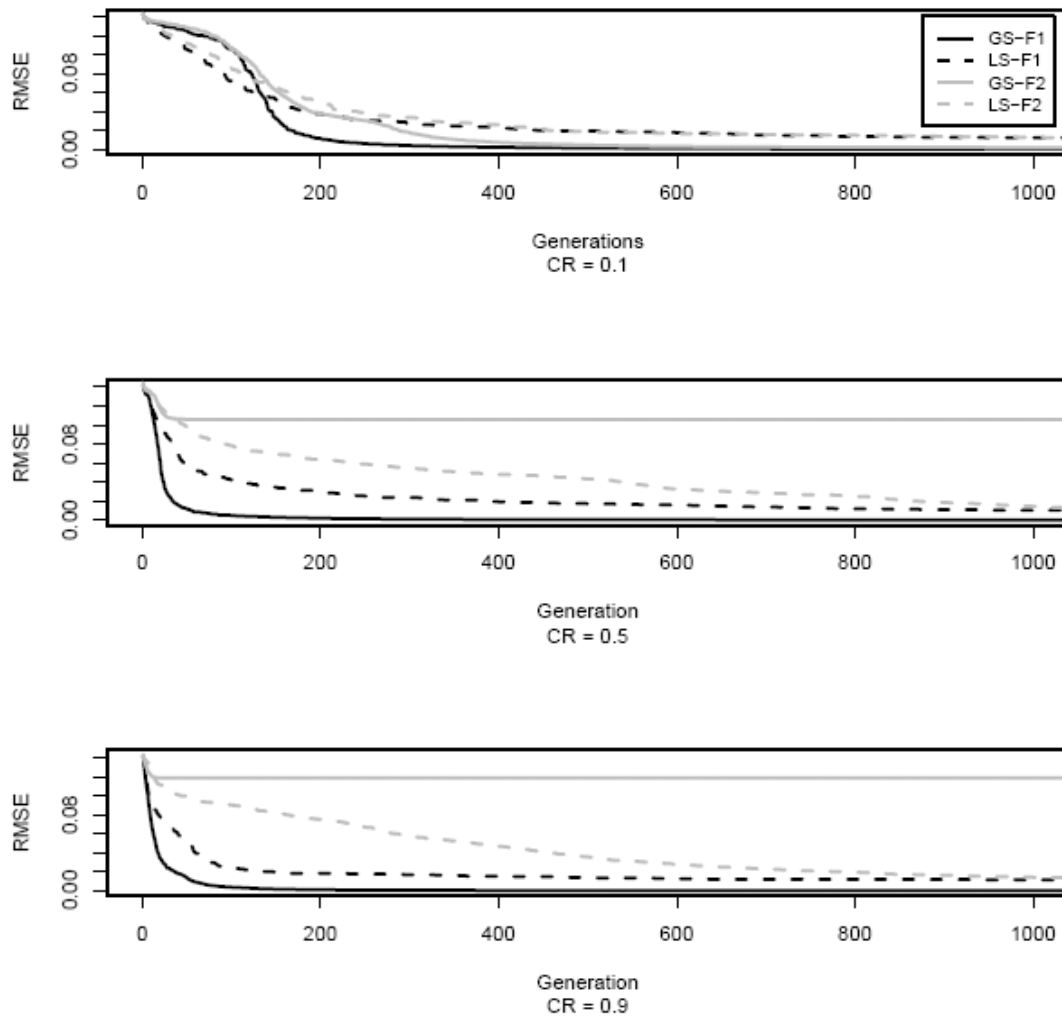 RMSE
0.08
0.00
GS−F1
LS−F1
GS−F2
LS−F2
0 200 400 600 800 1000
Generations
CR = 0.1
RMSE
0.08
0.00
0 200 400 600 800 1000
Generation
CR = 0.5
RMSE
0.08
0.00
0 200 400 600 800 1000
Generation
CR = 0.9